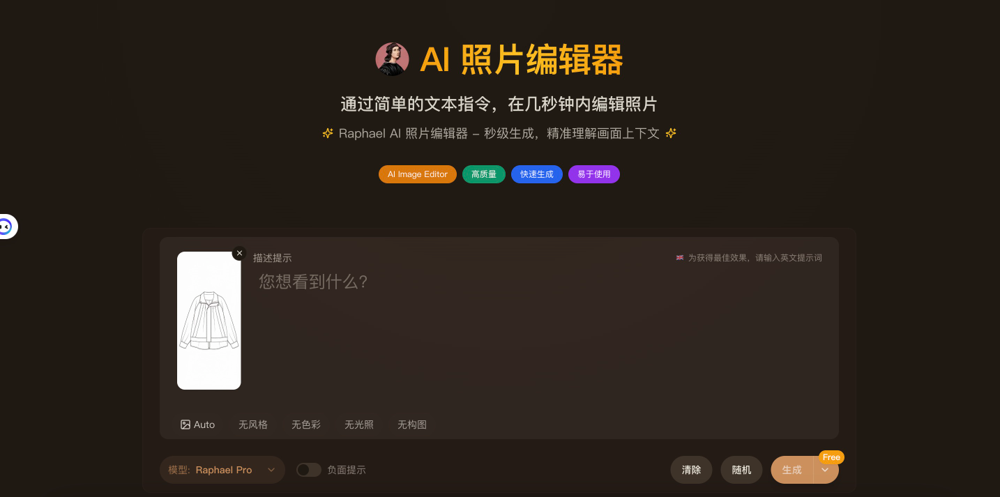 AI 照片编辑器
通过简单的文本指令，在几秒钟内编辑照片
Raphael AI 照片编辑器 – 秒级生成，精准理解画面上下文
AI Image Editor 高质量 快速生成 易于使用
描述提示 为获得最佳效果，请输入英文提示词
您想看到什么？
Auto 无风格 无色彩 无光照 无构图
Free
模型: Raphael Pro 负面提示 清除 随机 生成